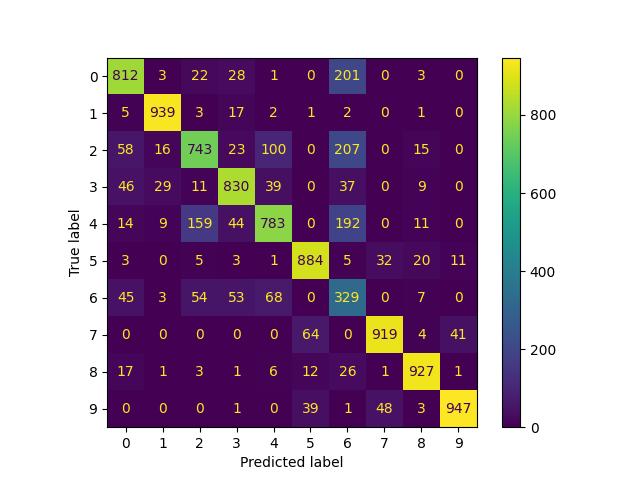 0 812 3 22 28 1 0 201 0 3 0
1 5 939 3 17 2 1 2 0 1 0
2 58 16 743 23 100 0 207 0 15 0
3 46 29 11 830 39 0 37 0 9 0
4 14 9 159 44 783 0 192 0 11 0
5 3 0 5 3 1 884 5 32 20 11
6 45 3 54 53 68 0 329 0 7 0
7 0 0 0 0 0 64 0 919 4 41
8 17 1 3 1 6 12 26 1 927 1
9 0 0 0 1 0 39 1 48 3 947
0 1 2 3 4 5 6 7 8 9
Predicted label
True label
800
600
400
200
0